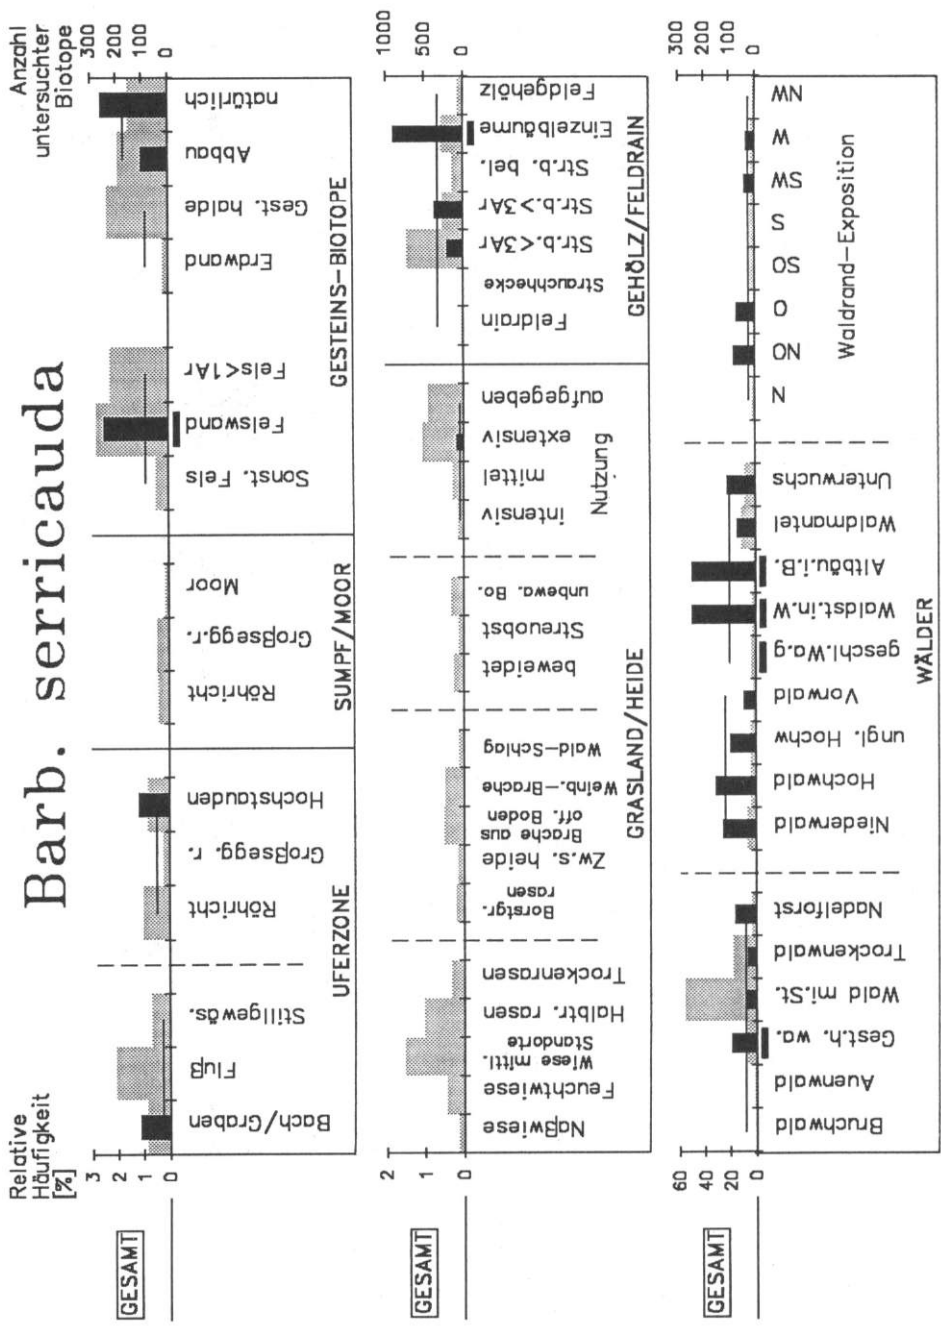 Barb. serricauda
Relative
Häufigkeit
[%]
Anzahl
untersuchter
Biotope
GESAMT
3
2
1
0
300
200
100
0
Bach/Graben
Fluß
Stillgewäs.
Röhricht
Großsegg. r.
Hochstauden
UFERZONE
Röhricht
Großsegg.r.
Moor
SUMPF/MOOR
Sonst. Fels
Felswand
Fels<1Ar
Erdwand
Gest. halde
Abbau
natürlich
GESTEINS-BIOTOPE
GESAMT
2
1
0
1000
500
0
Naßwiese
Feuchtwiese
Wiese mittl.
Standorte
Halbtr. rasen
Trockenrasen
Borstgr.
rasen
Zw.s. heide
Brache aus
off. Boden
Weinb.-Brache
Wald-Schlag
beweidet
Streuobst
unbewa. Bo.
intensiv
mittel
extensiv
aufgegeben
Nutzung
GRASLAND/HEIDE
Feldrain
Strauchhecke
Str.b.<3Ar
Str.b.>3Ar
Str.b. bel.
Einzelbäume
Feldgehölz
GEHÖLZ/FELDRAIN
GESAMT
60
40
20
0
300
200
100
0
Bruchwald
Auenwald
Gest.h. wa.
Wald mi.St.
Trockenwald
Nadelforst
Niederwald
Hochwald
ungl. Hochw
Vorwald
geschl.Wa.g
Waldst.in.W.
Altbäu.i.B.
Waldmantel
Unterwuchs
N
NO
O
SO
S
SW
W
NW
Waldrand-Exposition
WÄLDER